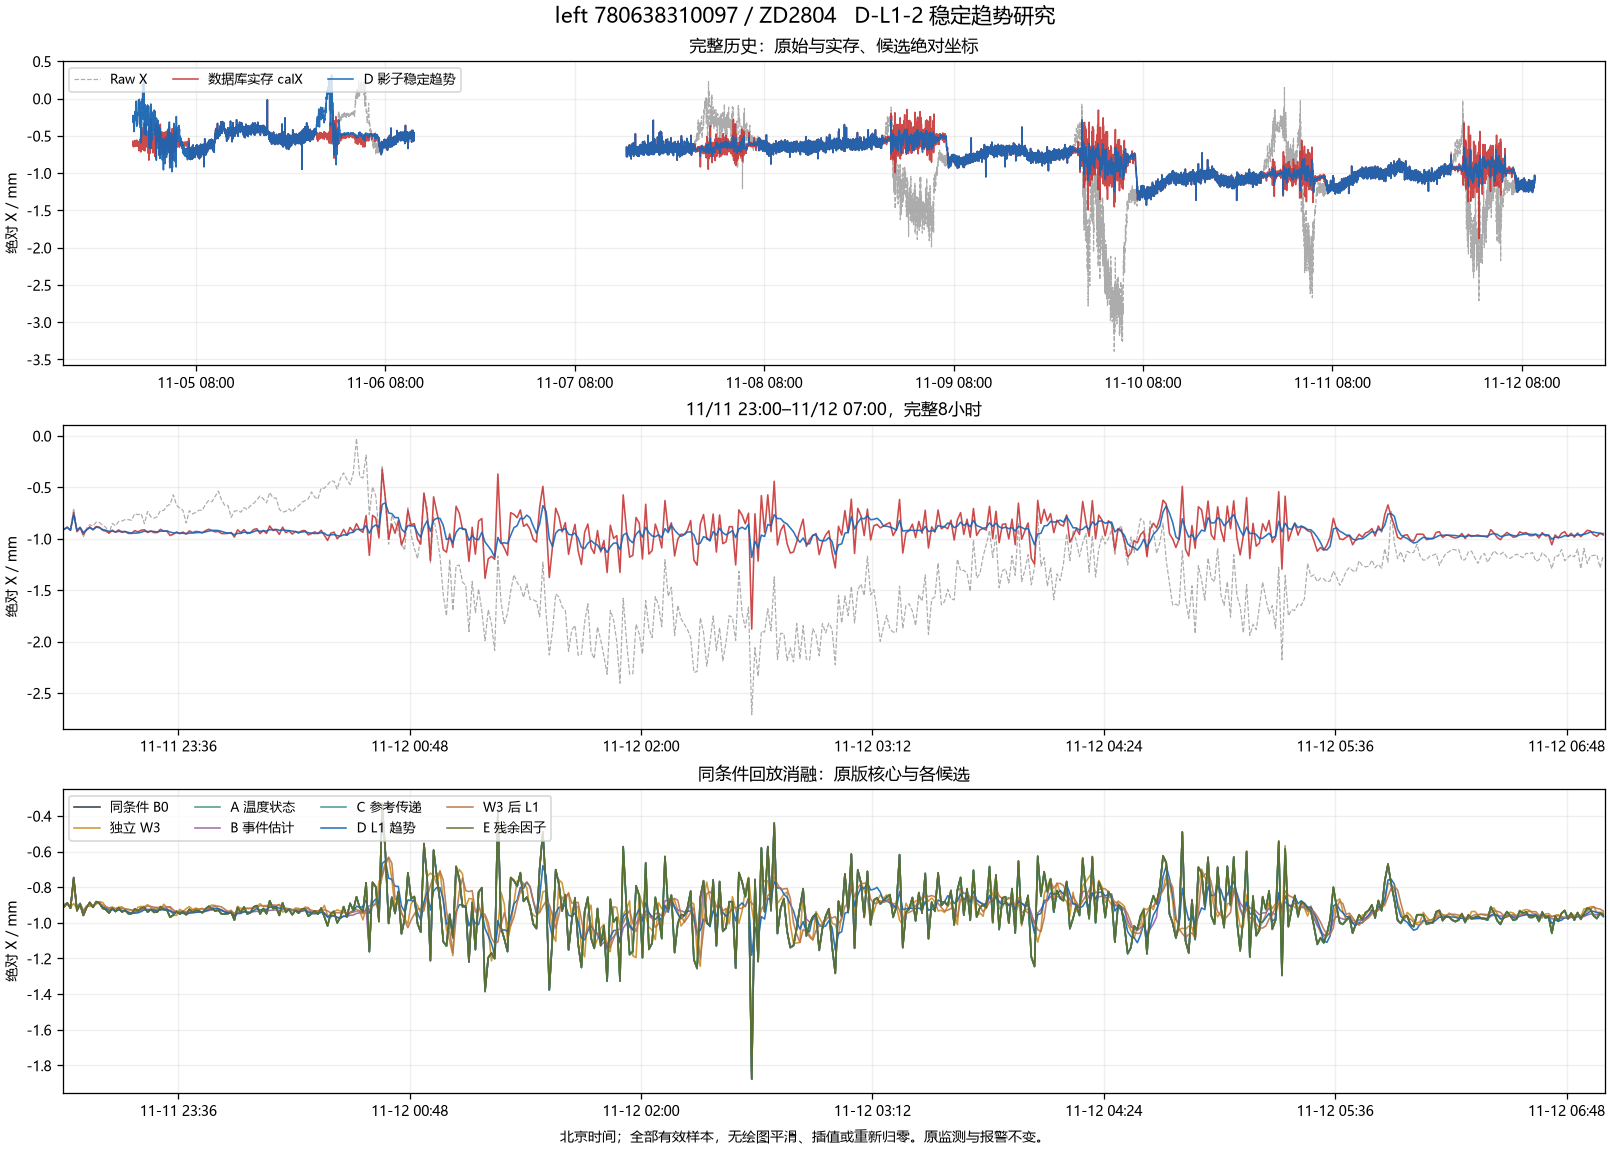 left 780638310097 / ZD2804   D-L1-2 稳定趋势研究
完整历史：原始与实存、候选绝对坐标
Raw X   数据库实存 calX   D 影子稳定趋势
绝对 X / mm
0.5
0.0
-0.5
-1.0
-1.5
-2.0
-2.5
-3.0
-3.5
11-05 08:00   11-06 08:00   11-07 08:00   11-08 08:00   11-09 08:00   11-10 08:00   11-11 08:00   11-12 08:00
11/11 23:00–11/12 07:00，完整8小时
绝对 X / mm
0.0
-0.5
-1.0
-1.5
-2.0
-2.5
11-11 23:36   11-12 00:48   11-12 02:00   11-12 03:12   11-12 04:24   11-12 05:36   11-12 06:48
同条件回放消融：原版核心与各候选
同条件 B0   A 温度状态   C 参考传递   W3 后 L1
独立 W3   B 事件估计   D L1 趋势   E 残余因子
绝对 X / mm
-0.4
-0.6
-0.8
-1.0
-1.2
-1.4
-1.6
-1.8
11-11 23:36   11-12 00:48   11-12 02:00   11-12 03:12   11-12 04:24   11-12 05:36   11-12 06:48
北京时间；全部有效样本，无绘图平滑、插值或重新归零。原监测与报警不变。